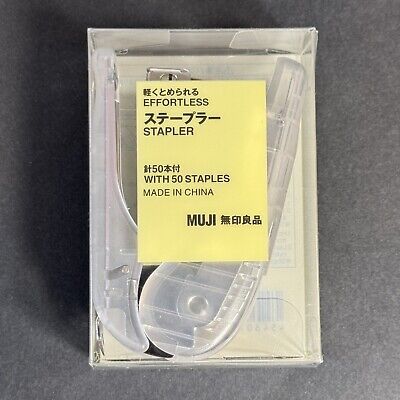 軽くとめられる
EFFORTLESS
ステープラー
STAPLER
針50本付
WITH 50 STAPLES
MADE IN CHINA
MUJI 無印良品